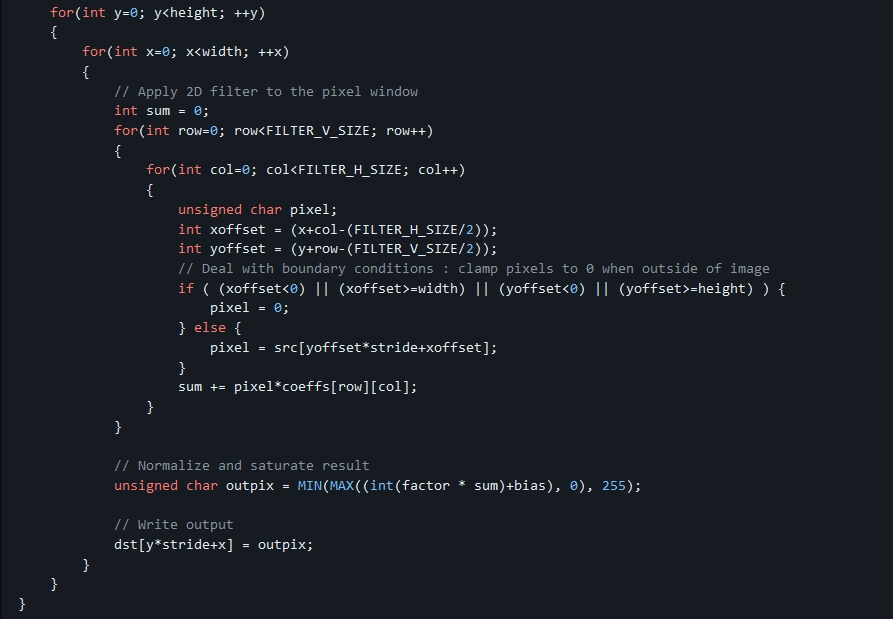 for(int y=0; y<height; ++y)
{
for(int x=0; x<width; ++x)
{
// Apply 2D filter to the pixel window
int sum = 0;
for(int row=0; row<FILTER_V_SIZE; row++)
{
for(int col=0; col<FILTER_H_SIZE; col++)
{
unsigned char pixel;
int xoffset = (x+col-(FILTER_H_SIZE/2));
int yoffset = (y+row-(FILTER_V_SIZE/2));
// Deal with boundary conditions : clamp pixels to 0 when outside of image
if ( (xoffset<0) || (xoffset>=width) || (yoffset<0) || (yoffset>=height) ) {
pixel = 0;
} else {
pixel = src[yoffset*stride+xoffset];
}
sum += pixel*coeffs[row][col];
}
}
// Normalize and saturate result
unsigned char outpix = MIN(MAX((int(factor * sum)+bias), 0), 255);
// Write output
dst[y*stride+x] = outpix;
}
}
}